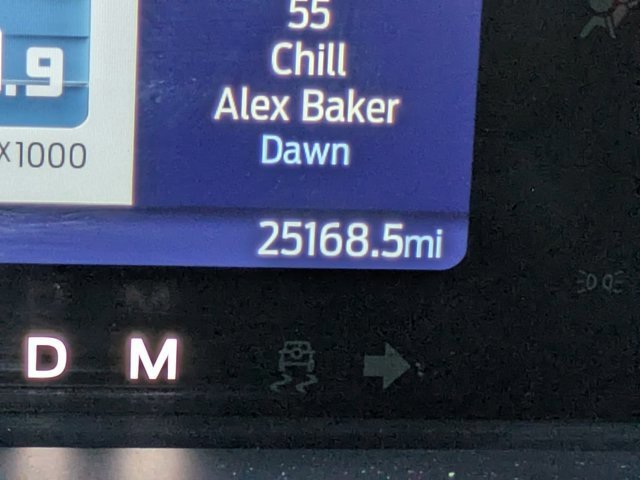 .9
x1000
55
Chill
Alex Baker
Dawn
25168.5mi
D M